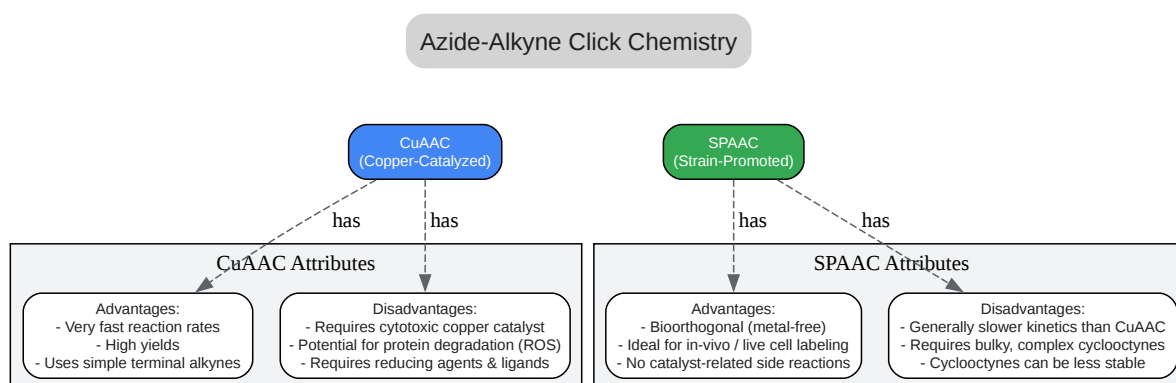 Azide-Alkyne Click Chemistry
CuAAC
(Copper-Catalyzed)
SPAAC
(Strain-Promoted)
has
has
has
has
CuAAC Attributes
SPAAC Attributes
Advantages:
- Very fast reaction rates
- High yields
- Uses simple terminal alkynes
Disadvantages:
- Requires cytotoxic copper catalyst
- Potential for protein degradation (ROS)
- Requires reducing agents & ligands
Advantages:
- Bioorthogonal (metal-free)
- Ideal for in-vivo / live cell labeling
- No catalyst-related side reactions
Disadvantages:
- Generally slower kinetics than CuAAC
- Requires bulky, complex cyclooctynes
- Cyclooctynes can be less stable